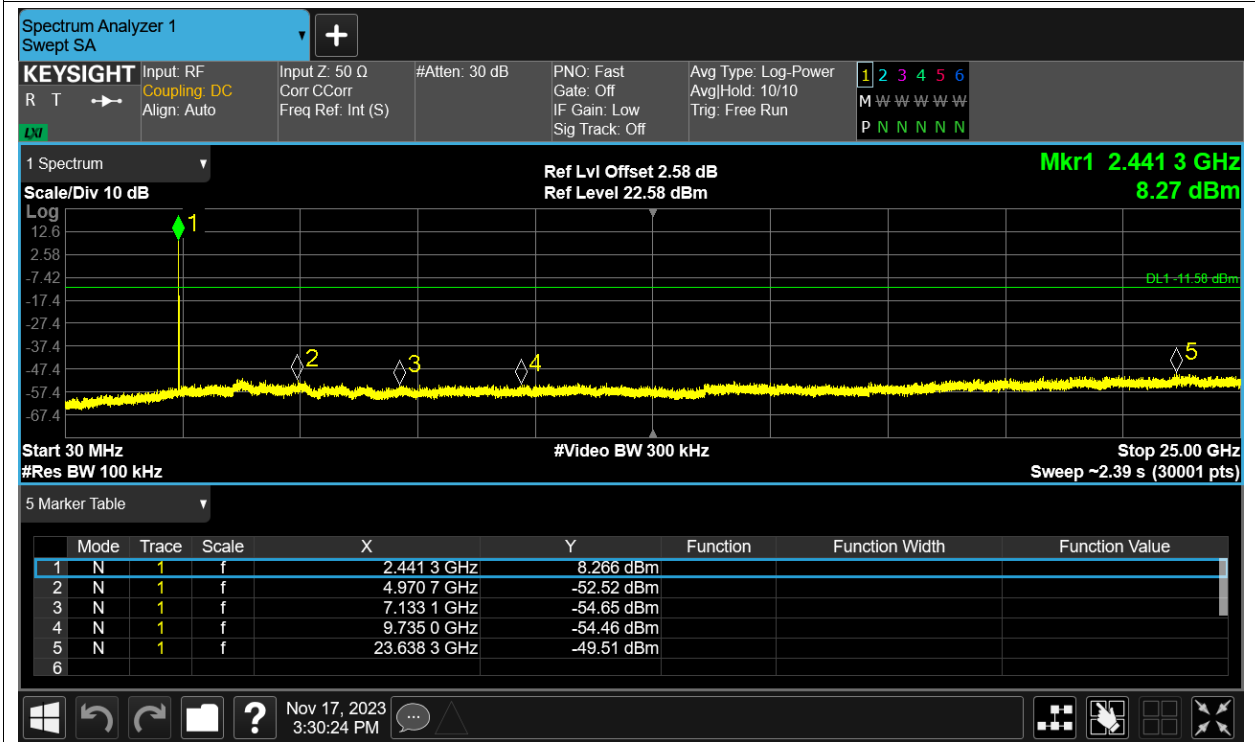 Spectrum Analyzer 1
Swept SA
+
KEYSIGHT
R T
LXI
Input: RF
Coupling: DC
Align: Auto
Input Z: 50 Ω
Corr CCorr
Freq Ref: Int (S)
#Atten: 30 dB
PNO: Fast
Gate: Off
IF Gain: Low
Sig Track: Off
Avg Type: Log-Power
Avg|Hold: 10/10
Trig: Free Run
1 2 3 4 5 6
M W W W W W
P N N N N N
1 Spectrum
Scale/Div 10 dB
Ref Lvl Offset 2.58 dB
Ref Level 22.58 dBm
Mkr1 2.441 3 GHz
8.27 dBm
Log
12.6
2.58
-7.42
-17.4
-27.4
-37.4
-47.4
-57.4
-67.4
1
2
3
4
5
DL1 -11.58 dBm
Start 30 MHz
#Res BW 100 kHz
#Video BW 300 kHz
Stop 25.00 GHz
Sweep ~2.39 s (30001 pts)
5 Marker Table
Mode Trace Scale X Y Function Function Width Function Value
1 N 1 f 2.441 3 GHz 8.266 dBm
2 N 1 f 4.970 7 GHz -52.52 dBm
3 N 1 f 7.133 1 GHz -54.65 dBm
4 N 1 f 9.735 0 GHz -54.46 dBm
5 N 1 f 23.638 3 GHz -49.51 dBm
6
?
Nov 17, 2023
3:30:24 PM